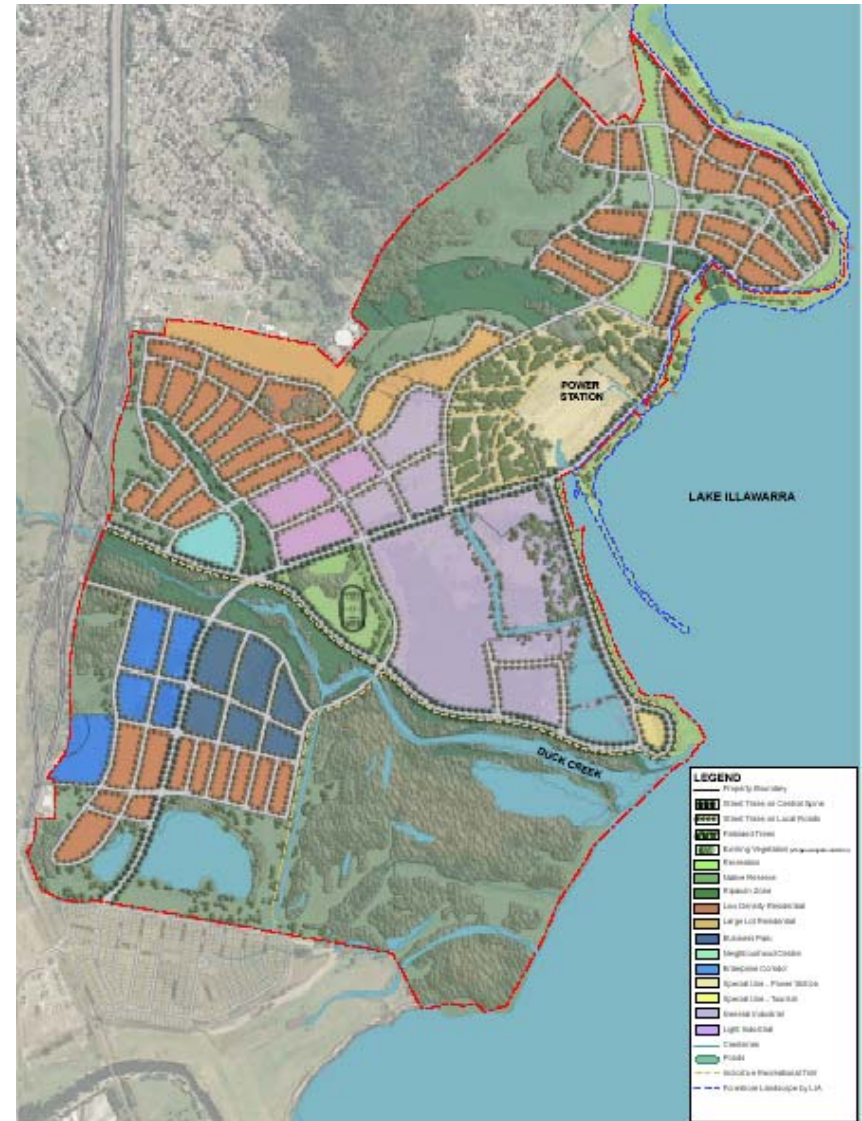 POWER
STATION
LAKE ILLAWARRA
DUCK CREEK
LEGEND
Property Boundary
Street Trees on Central Spine
Street Trees on Local Roads
Existing Vegetation
Recreation
Native Reserve
Riparian Zone
Low Density Residential
Large Lot Residential
Business Park
Neighbourhood Centre
Enterprise Corridor
Special Use - Power Station
Special Use - Tourism
General Industrial
Light Industrial
Creeklines
Ponds
Indicative Recreational Trail
Foreshore Landscape by LIA